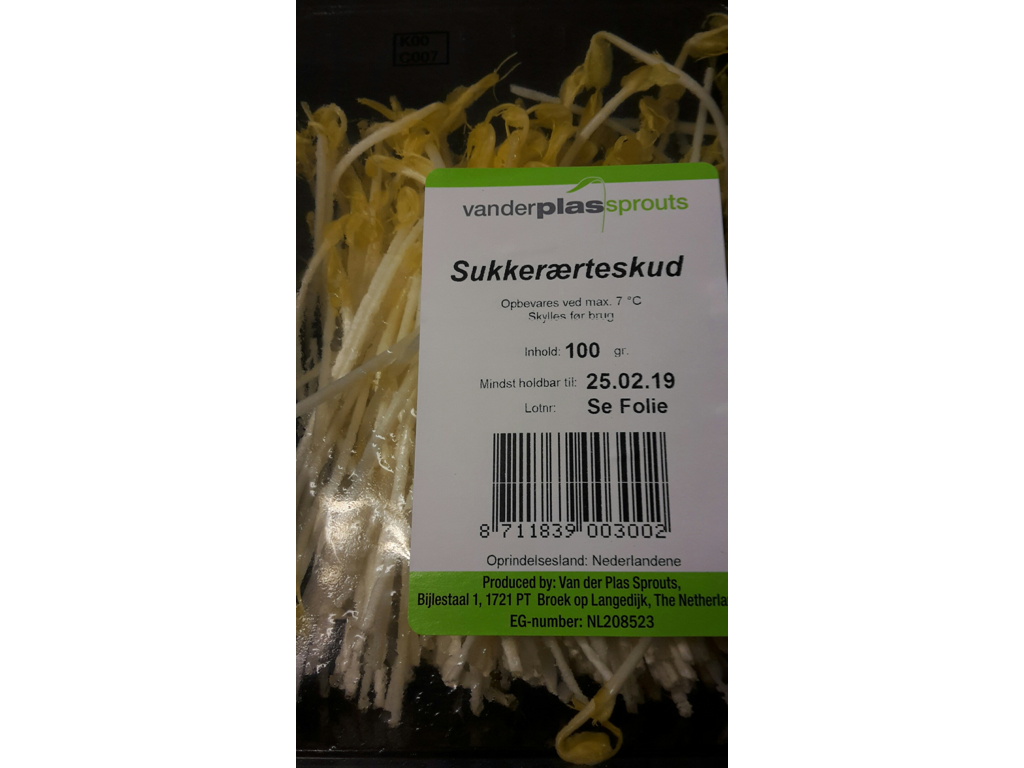 K00
C007
vanderplassprouts
Sukkerærteskud
Opbevares ved max. 7 °C
Skylles før brug
Inhold: 100 gr.
Mindst holdbar til: 25.02.19
Lotnr: Se Folie
8 711839 003002
Oprindelsesland: Nederlandene
Produced by: Van der Plas Sprouts,
Bijlestaal 1, 1721 PT Broek op Langedijk, The Netherla
EG-number: NL208523